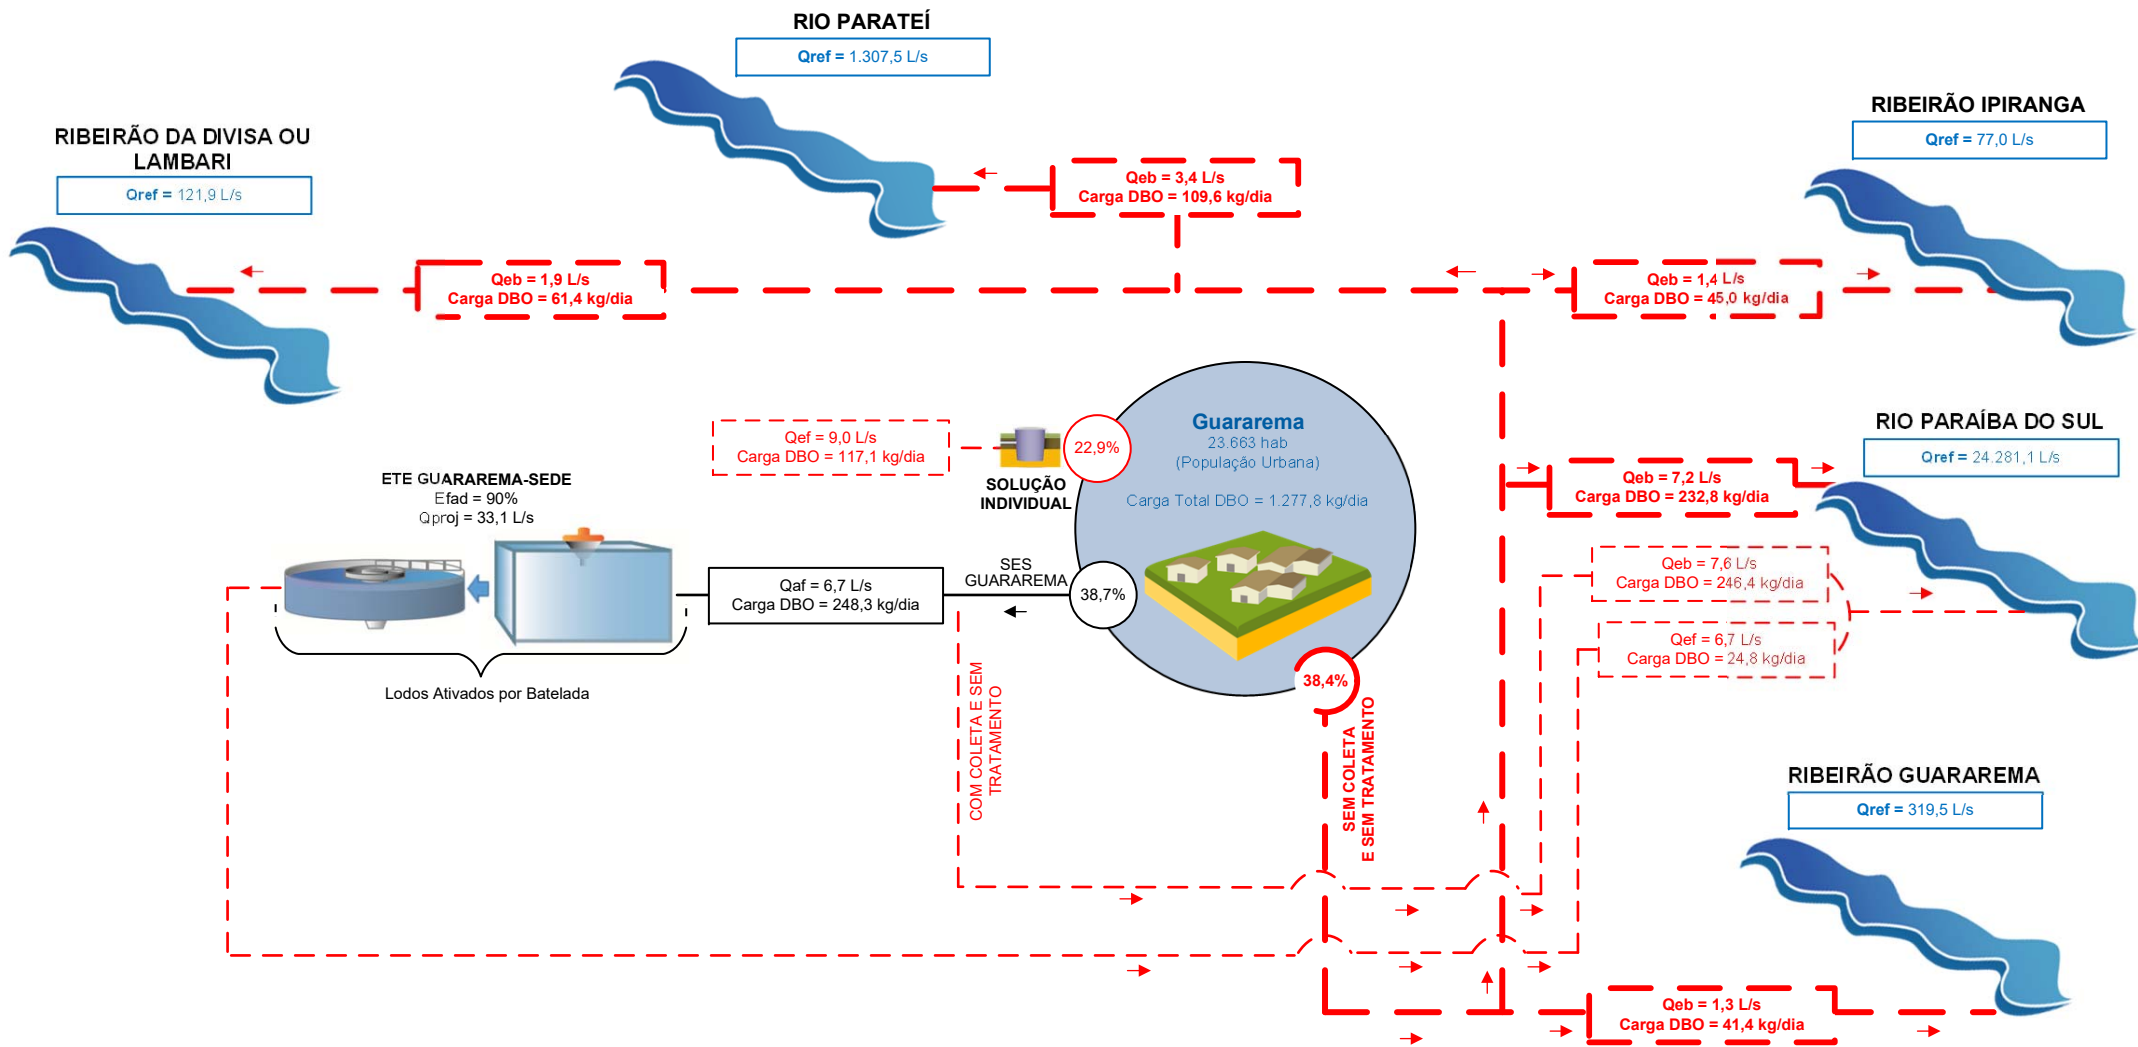 RIO PARATEÍ
Qref = 1.307,5 L/s
RIBEIRÃO IPIRANGA
Qref = 77,0 L/s
RIBEIRÃO DA DIVISA OU
LAMBARI
Qref = 121,9 L/s
Qeb = 3,4 L/s
Carga DBO = 109,6 kg/dia
Qeb = 1,9 L/s
Carga DBO = 61,4 kg/dia
Qeb = 1,4 L/s
Carga DBO = 45,0 kg/dia
Guararema
23.663 hab
(População Urbana)
Carga Total DBO = 1.277,8 kg/dia
22,9%
Qef = 9,0 L/s
Carga DBO = 117,1 kg/dia
SOLUÇÃO
INDIVIDUAL
RIO PARAÍBA DO SUL
Qref = 24.281,1 L/s
Qeb = 7,2 L/s
Carga DBO = 232,8 kg/dia
ETE GUARAREMA-SEDE
Efad = 90%
Qproj = 33,1 L/s
Qaf = 6,7 L/s
Carga DBO = 248,3 kg/dia
SES
GUARAREMA
38,7%
Qeb = 7,6 L/s
Carga DBO = 246,4 kg/dia
Qef = 6,7 L/s
Carga DBO = 24,8 kg/dia
Lodos Ativados por Batelada
38,4%
COM COLETA E SEM
TRATAMENTO
SEM COLETA
E SEM TRATAMENTO
RIBEIRÃO GUARAREMA
Qref = 319,5 L/s
Qeb = 1,3 L/s
Carga DBO = 41,4 kg/dia